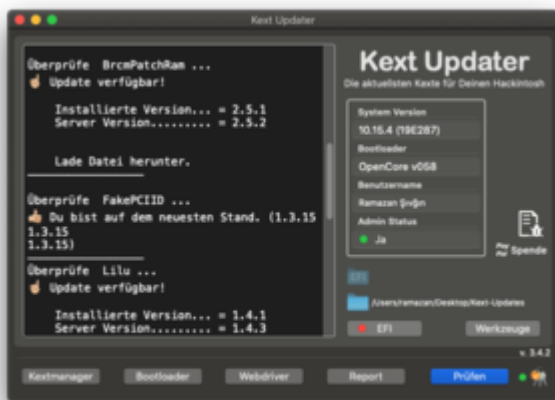 Kext Updater
Überprüfe BrcmPatchRam ...
Update verfügbar!
Installierte Version... = 2.5.1
Server Version......... = 2.5.2
Lade Datei herunter.
Überprüfe FakePCIID ...
Du bist auf dem neuesten Stand. (1.3.15
1.3.15
1.3.15)
Überprüfe Lilu ...
Update verfügbar!
Installierte Version... = 1.4.1
Server Version......... = 1.4.3
Kext Updater
Die aktuellsten Kexte für Deinen Hackintosh
System Version
10.15.4 (19E287)
Bootloader
OpenCore v058
Benutzername
Ramazan
Admin Status
Ja
Spende
EFI
/Users/ramazan/Desktop/Kext-Updates
EFI
Werkzeuge
v. 3.4.2
Kextmanager
Bootloader
Webdriver
Report
Prüfen